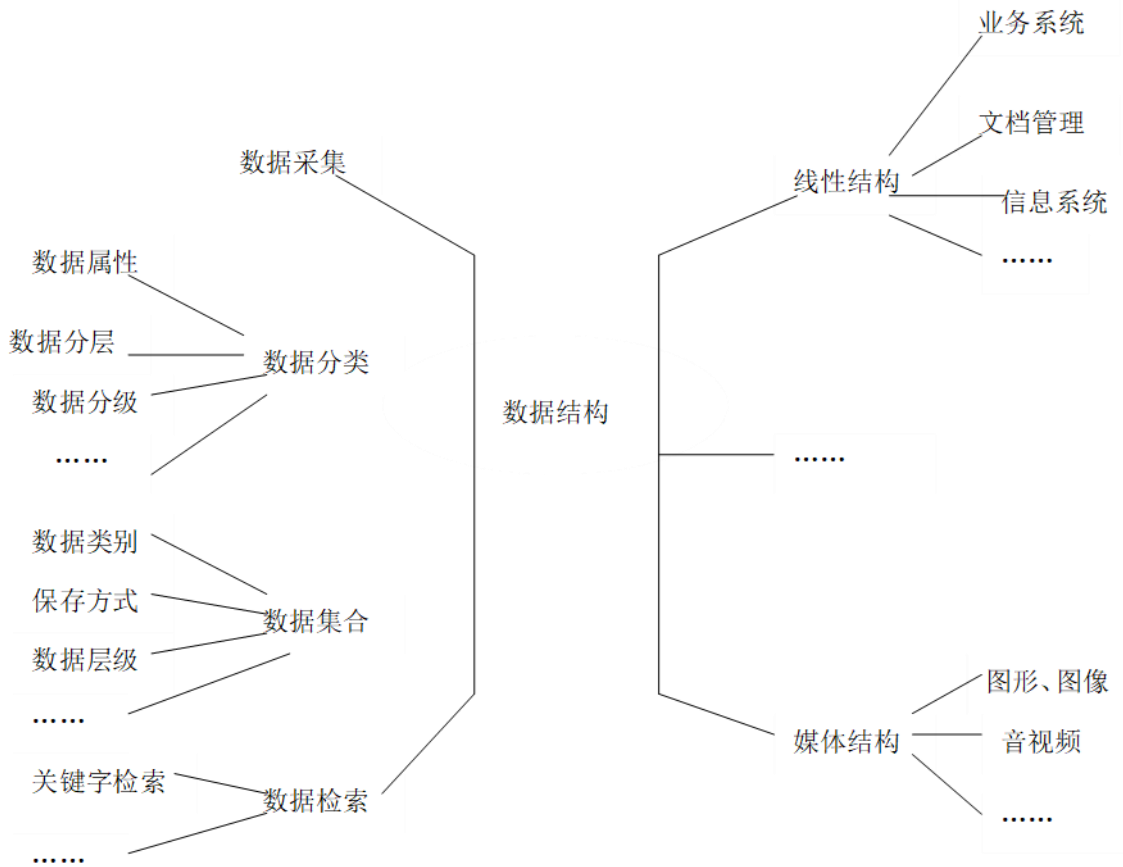 业务系统
文档管理
数据采集
线性结构
信息系统
……
数据属性
数据分层
数据分类
数据分级
……
数据结构
……
数据类别
保存方式
数据集合
数据层级
……
图形、图像
媒体结构
音视频
……
关键字检索
数据检索
……